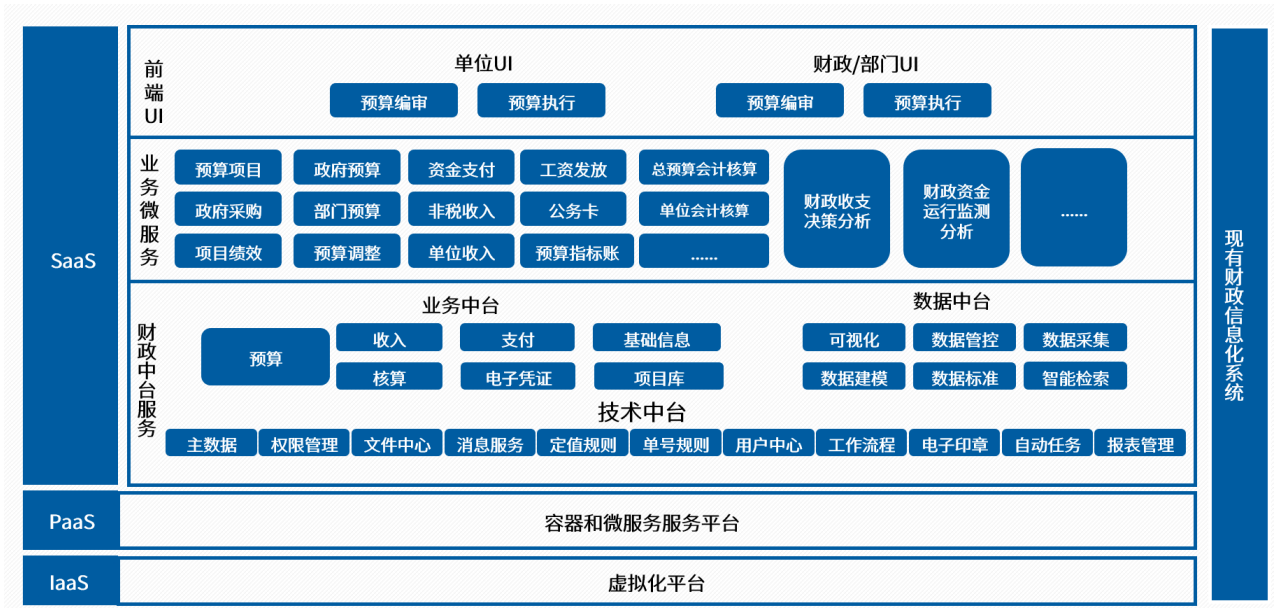 SaaS
前
端
UI
单位UI
财政/部门UI
预算编审
预算执行
预算编审
预算执行
业
务
微
服
务
预算项目
政府预算
资金支付
工资发放
总预算会计核算
政府采购
部门预算
非税收入
公务卡
单位会计核算
项目绩效
预算调整
单位收入
预算指标账
......
财政收支
决策分析
财政资金
运行监测
分析
......
财
政
中
台
服
务
业务中台
预算
收入
支付
基础信息
核算
电子凭证
项目库
数据中台
可视化
数据管控
数据采集
数据建模
数据标准
智能检索
技术中台
主数据
权限管理
文件中心
消息服务
定值规则
单号规则
用户中心
工作流程
电子印章
自动任务
报表管理
PaaS
容器和微服务服务平台
IaaS
虚拟化平台
现
有
财
政
信
息
化
系
统